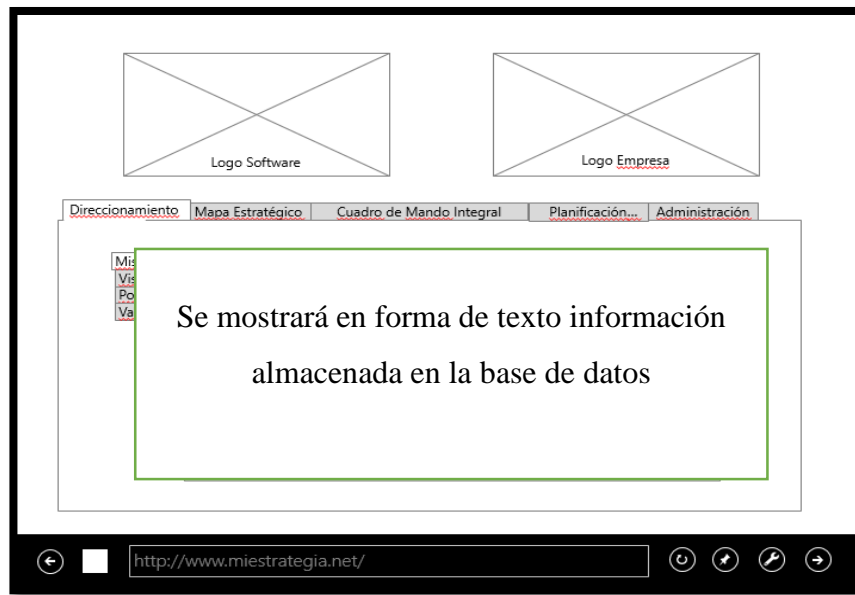 Logo Software
Logo Empresa
Direccionamiento Mapa Estratégico Cuadro de Mando Integral Planificación... Administración
Se mostrará en forma de texto información
almacenada en la base de datos
http://www.miestrategia.net/